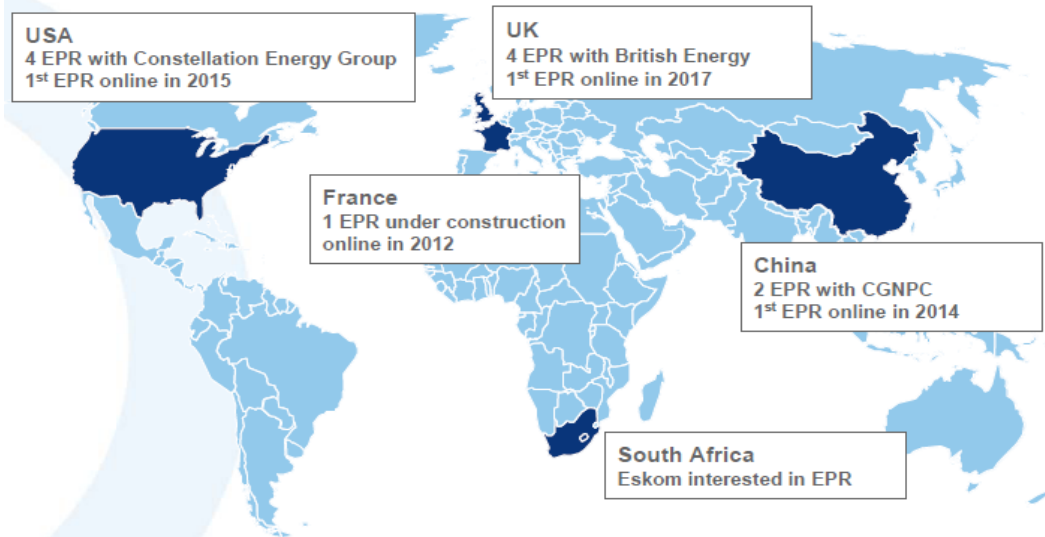 USA
4 EPR with Constellation Energy Group
1st EPR online in 2015
UK
4 EPR with British Energy
1st EPR online in 2017
France
1 EPR under construction
online in 2012
China
2 EPR with CGNPC
1st EPR online in 2014
South Africa
Eskom interested in EPR